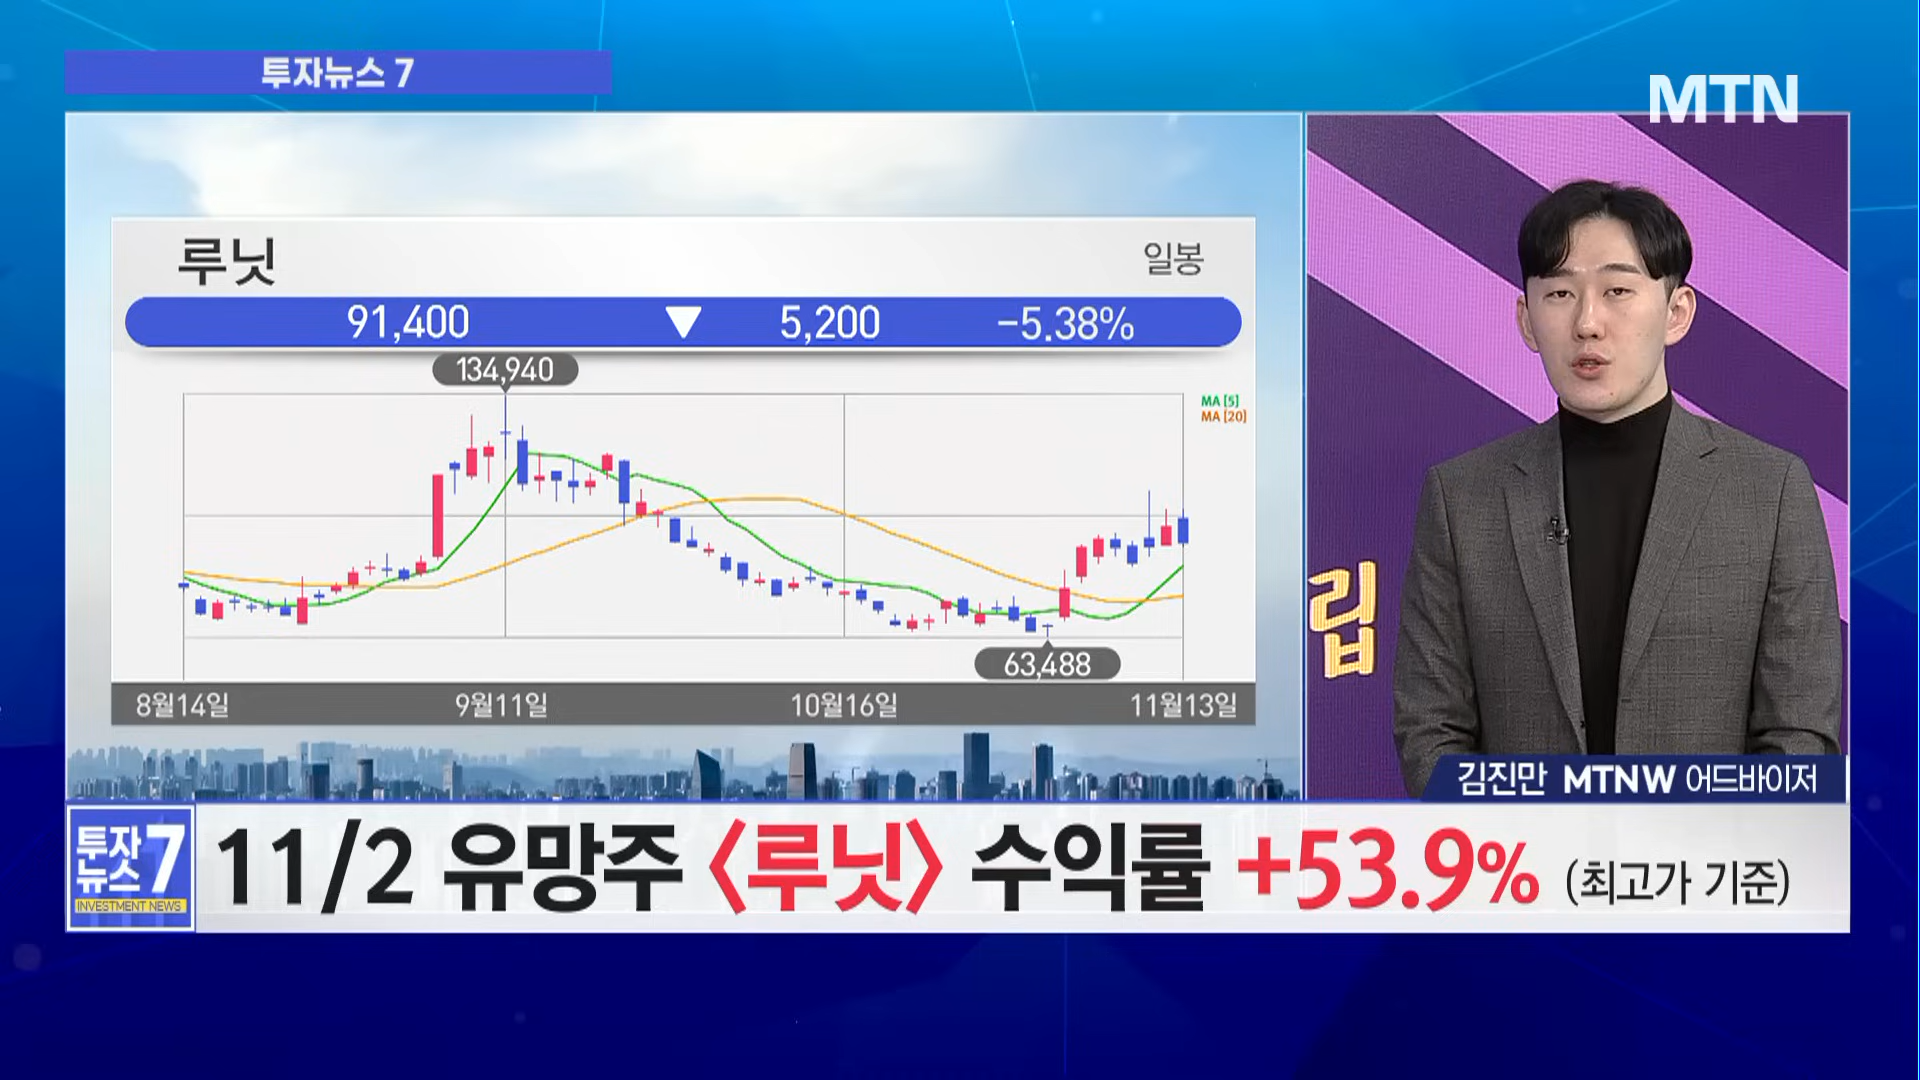 투자뉴스 7
MTN
루닛
일봉
91,400 ▼ 5,200 -5.38%
134,940
MA [5]
MA [20]
63,488
8월14일 9월11일 10월16일 11월13일
립
김진만 MTNW 어드바이저
투자
뉴스 7
INVESTMENT NEWS
11/2 유망주 〈루닛〉 수익률 +53.9% (최고가 기준)